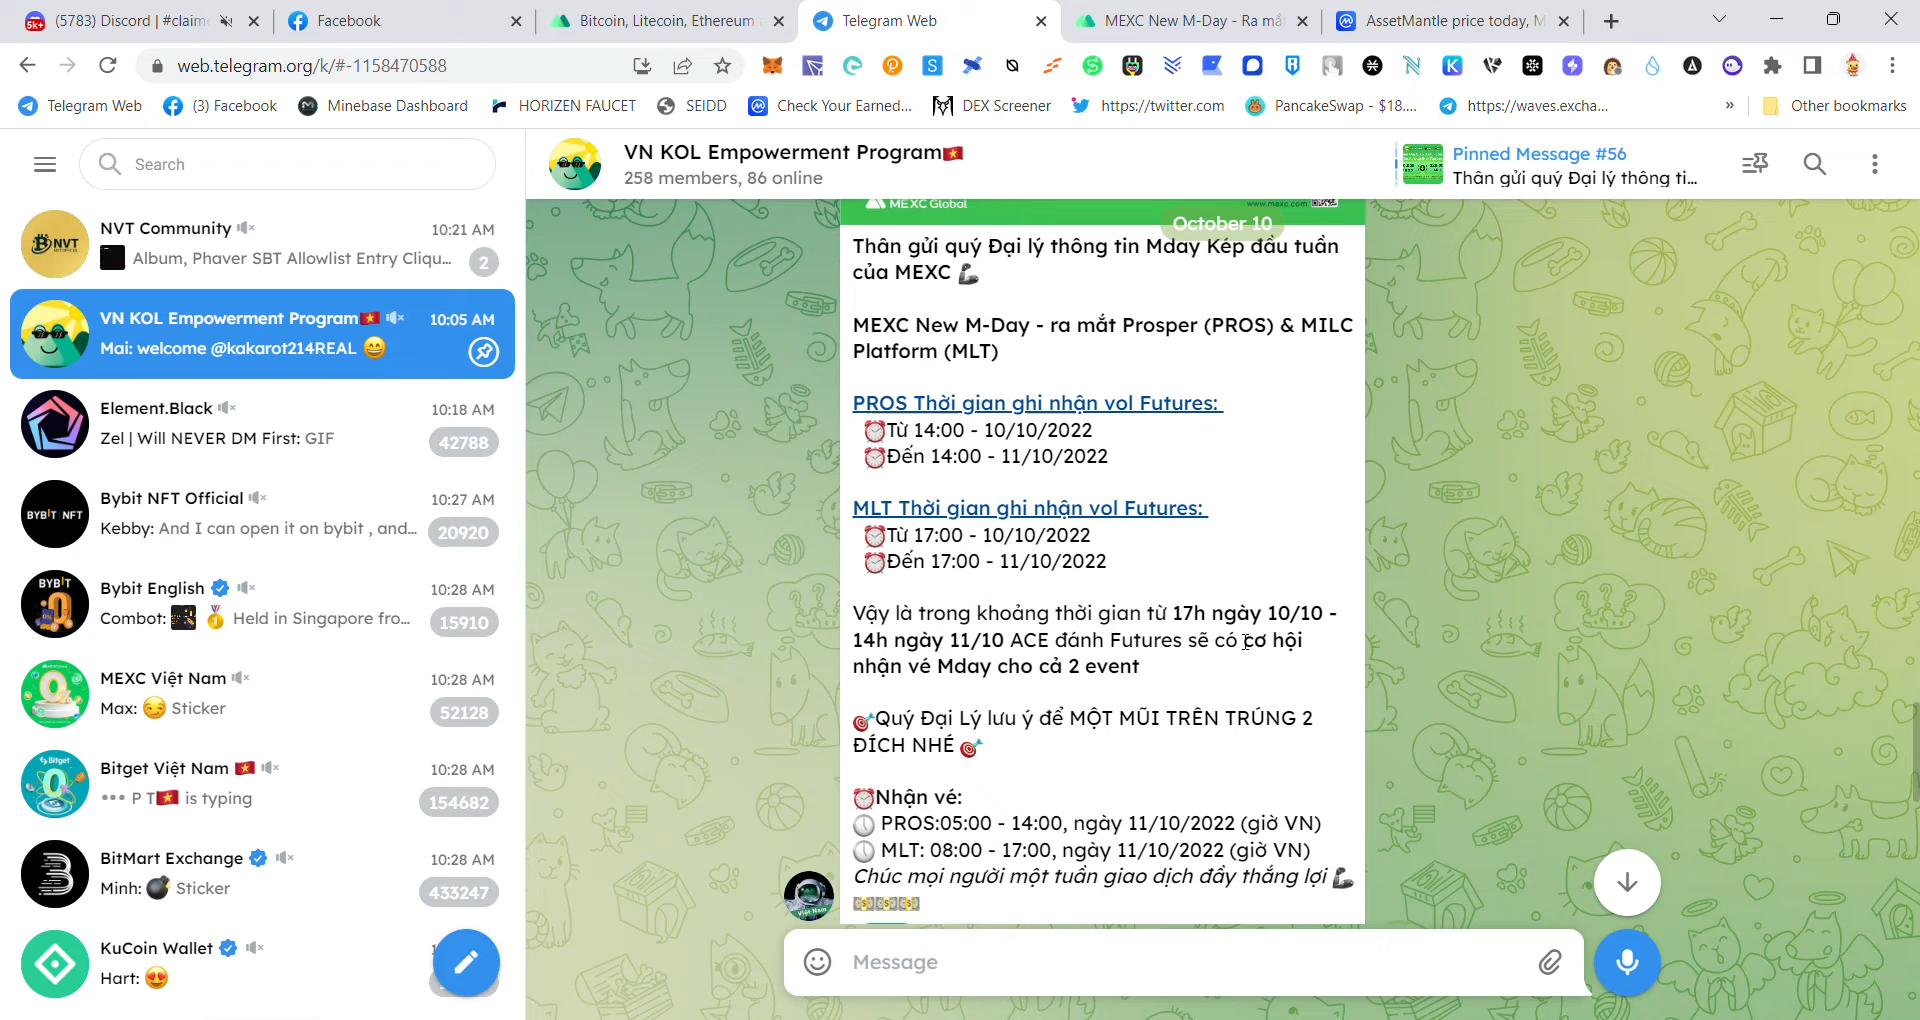 (5783) Discord | #claim
Facebook
Bitcoin, Litecoin, Ethereum
Telegram Web
MEXC New M-Day - Ra mắ
AssetMantle price today, M
web.telegram.org/k/#-1158470588
Telegram Web
(3) Facebook
Minebase Dashboard
HORIZEN FAUCET
SEIDD
Check Your Earned...
DEX Screener
https://twitter.com
PancakeSwap - $18....
https://waves.excha...
»
Other bookmarks
Search
VN KOL Empowerment Program
258 members, 86 online
Pinned Message #56
Thân gửi quý Đại lý thông ti...
NVT Community
10:21 AM
Album, Phaver SBT Allowlist Entry Cliqu...
2
VN KOL Empowerment Program
10:05 AM
Mai: welcome @kakarot214REAL 😄
Element.Black
10:18 AM
Zel | Will NEVER DM First: GIF
42788
Bybit NFT Official
10:27 AM
Kebby: And I can open it on bybit , and...
20920
Bybit English
10:28 AM
Combot: 🥇 Held in Singapore fro...
15910
MEXC Việt Nam
10:28 AM
Max: 😏 Sticker
52128
Bitget Việt Nam 🇻🇳
10:28 AM
P T🇻🇳 is typing
154682
BitMart Exchange
10:28 AM
Minh: 💣 Sticker
433247
KuCoin Wallet
Hart: 😍
MEXC Global
www.mexc.com
October 10
Thân gửi quý Đại lý thông tin Mday Kép đầu tuần
của MEXC 🦾
MEXC New M-Day - ra mắt Prosper (PROS) & MILC
Platform (MLT)
PROS Thời gian ghi nhận vol Futures:
⏰Từ 14:00 - 10/10/2022
⏰Đến 14:00 - 11/10/2022
MLT Thời gian ghi nhận vol Futures:
⏰Từ 17:00 - 10/10/2022
⏰Đến 17:00 - 11/10/2022
Vậy là trong khoảng thời gian từ 17h ngày 10/10 -
14h ngày 11/10 ACE đánh Futures sẽ có cơ hội
nhận vé Mday cho cả 2 event
🎯Quý Đại Lý lưu ý để MỘT MŨI TRÊN TRÚNG 2
ĐÍCH NHÉ 🎯
⏰Nhận vé:
🕔 PROS:05:00 - 14:00, ngày 11/10/2022 (giờ VN)
🕔 MLT: 08:00 - 17:00, ngày 11/10/2022 (giờ VN)
Chúc mọi người một tuần giao dịch đầy thắng lợi 🦾
💵💵💵
Message